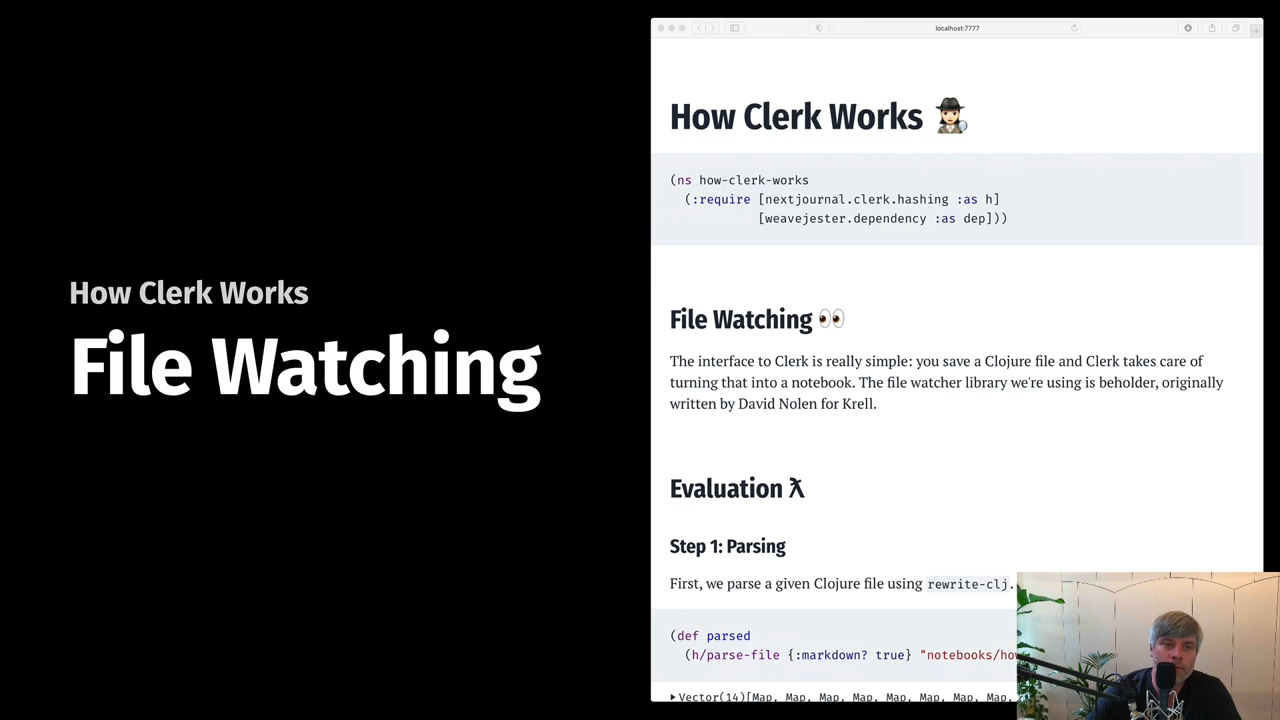 How Clerk Works
File Watching
localhost:7777
How Clerk Works
(ns how-clerk-works
(:require [nextjournal.clerk.hashing :as h]
[weavejester.dependency :as dep]))
File Watching
The interface to Clerk is really simple: you save a Clojure file and Clerk takes care of
turning that into a notebook. The file watcher library we're using is beholder, originally
written by David Nolen for Krell.
Evaluation
Step 1: Parsing
First, we parse a given Clojure file using rewrite-clj.
(def parsed
(h/parse-file {:markdown? true} "notebooks/ho
Vector(14)[Map, Map, Map, Map, Map, Map, Map, Map, Map,